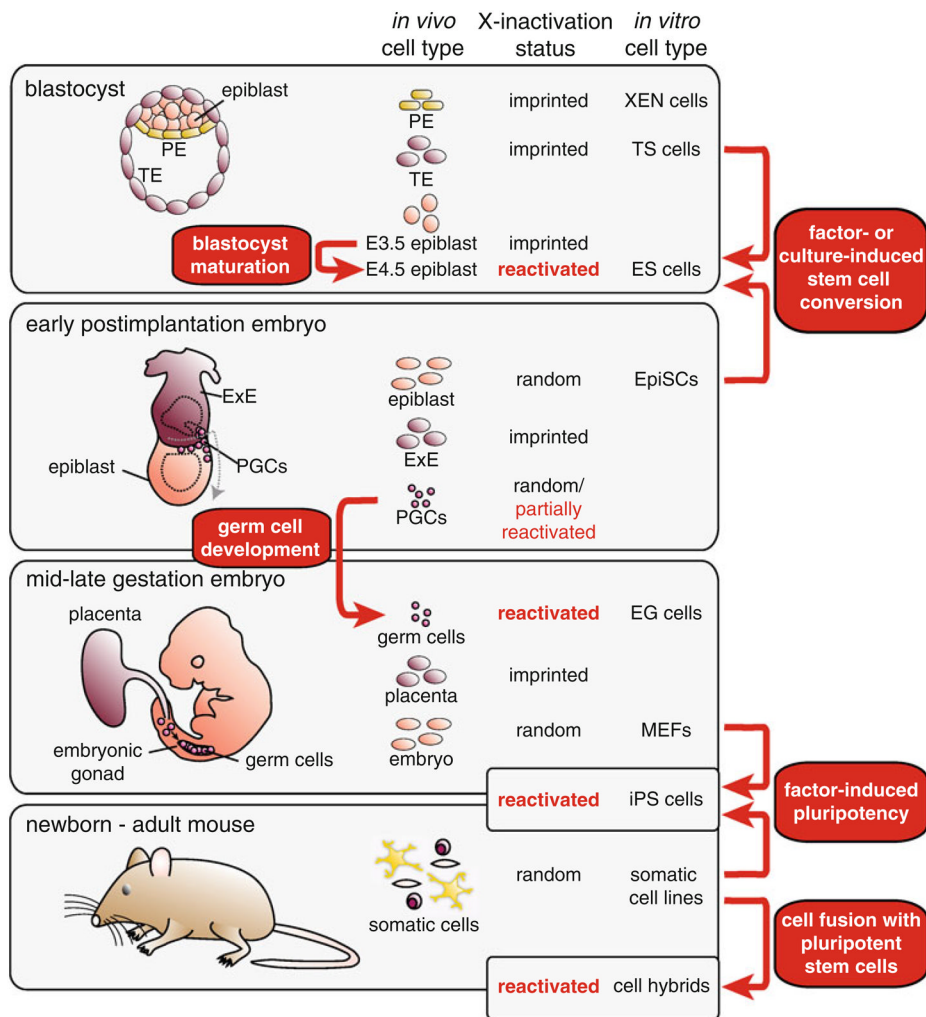 in vivo
cell type
X-inactivation
status
in vitro
cell type
blastocyst
epiblast
PE
TE
PE
imprinted
XEN cells
TE
imprinted
TS cells
E3.5 epiblast
imprinted
blastocyst
maturation
E4.5 epiblast
reactivated
ES cells
factor- or
culture-induced
stem cell
conversion
early postimplantation embryo
ExE
PGCs
epiblast
epiblast
random
EpiSCs
ExE
imprinted
PGCs
random/
partially
reactivated
germ cell
development
mid-late gestation embryo
placenta
embryonic
gonad
germ cells
germ cells
reactivated
EG cells
placenta
imprinted
embryo
random
MEFs
reactivated
iPS cells
factor-induced
pluripotency
newborn - adult mouse
somatic cells
random
somatic
cell lines
cell fusion with
pluripotent
stem cells
reactivated
cell hybrids